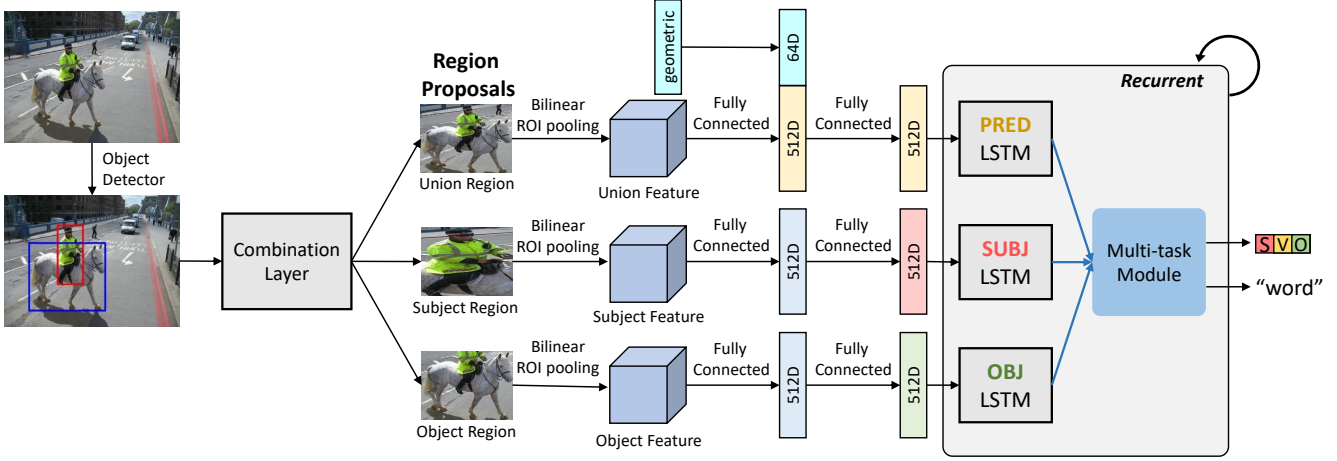 Object
Detector
Combination
Layer
Region
Proposals
Union Region
Subject Region
Object Region
Bilinear
ROI pooling
Bilinear
ROI pooling
Bilinear
ROI pooling
geometric
64D
Union Feature
Subject Feature
Object Feature
Fully
Connected
Fully
Connected
Fully
Connected
512D
512D
512D
Fully
Connected
Fully
Connected
Fully
Connected
512D
512D
512D
Recurrent
PRED
LSTM
SUBJ
LSTM
OBJ
LSTM
Multi-task
Module
SVO
“word”